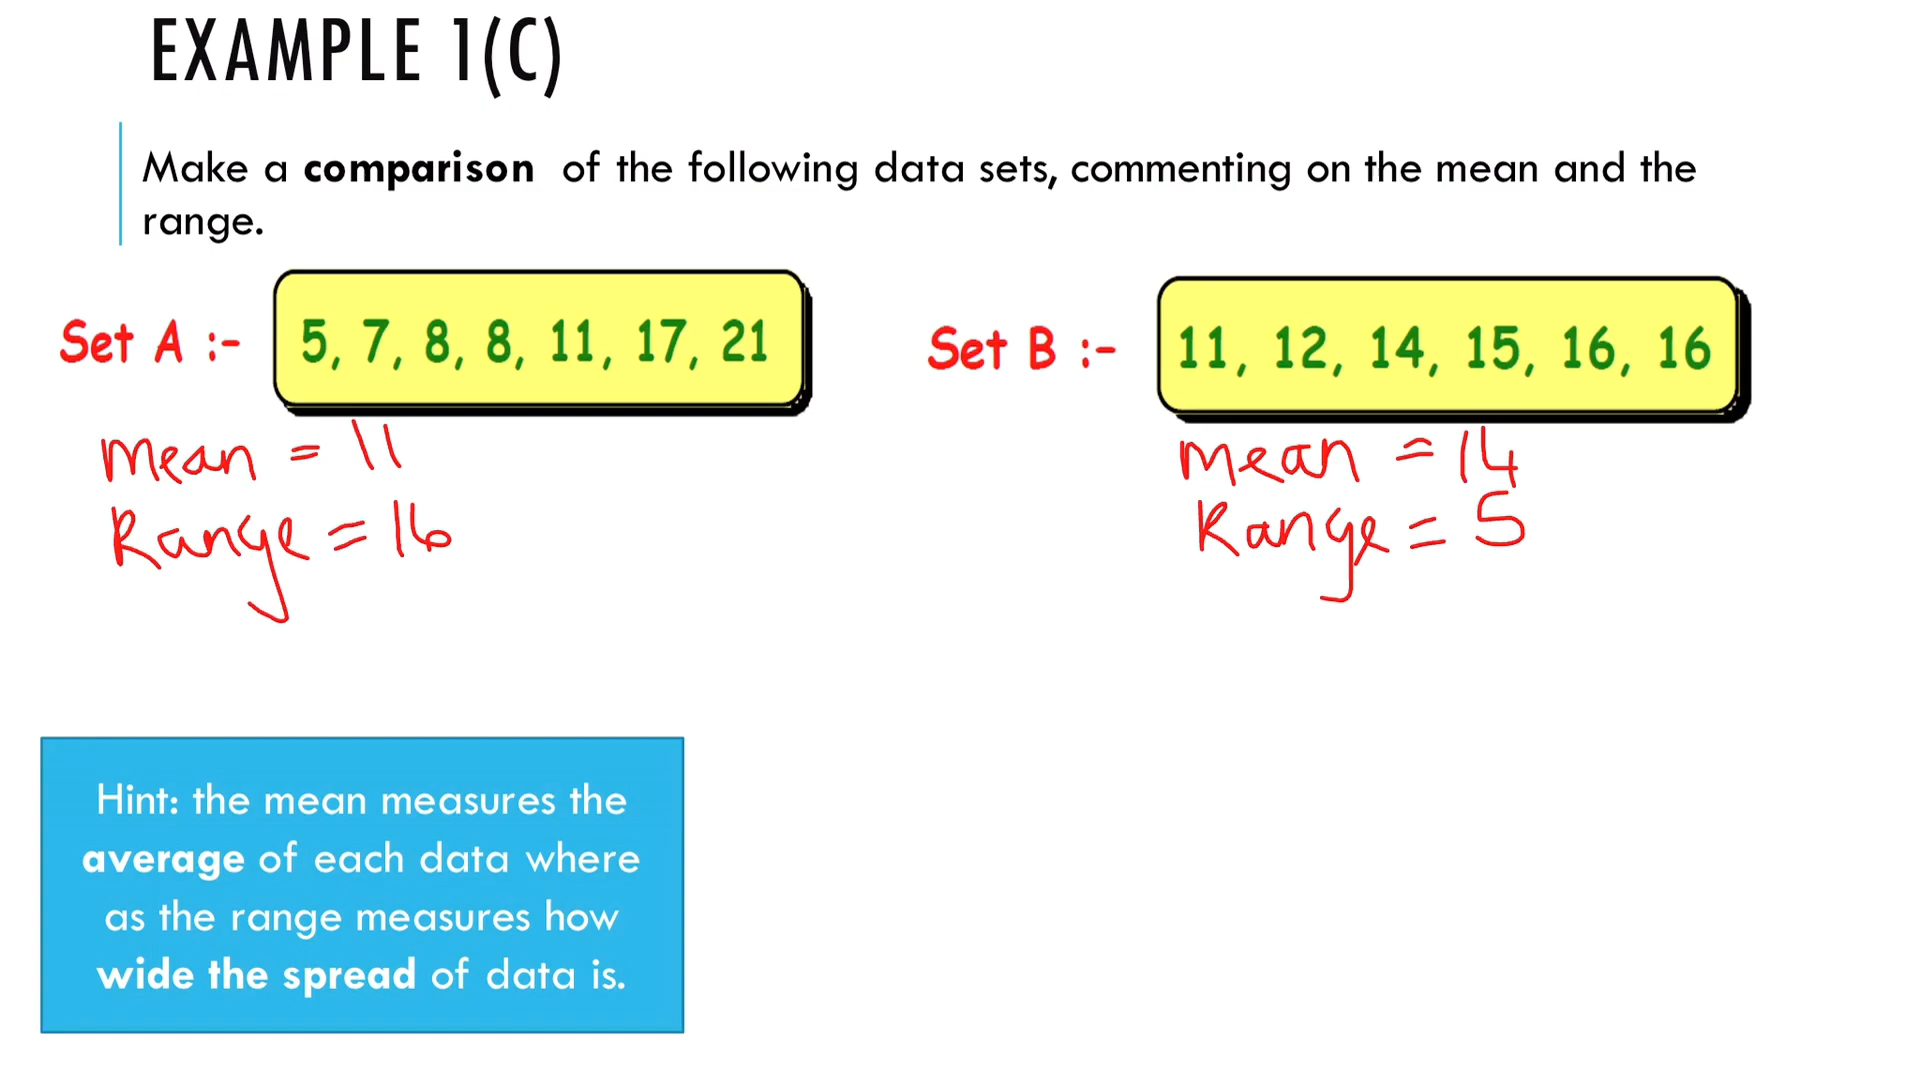 EXAMPLE 1(C)
Make a comparison of the following data sets, commenting on the mean and the
range.
Set A :- 5, 7, 8, 8, 11, 17, 21
Set B :- 11, 12, 14, 15, 16, 16
mean = 11
Range = 16
mean = 14
Range = 5
Hint: the mean measures the
average of each data where
as the range measures how
wide the spread of data is.